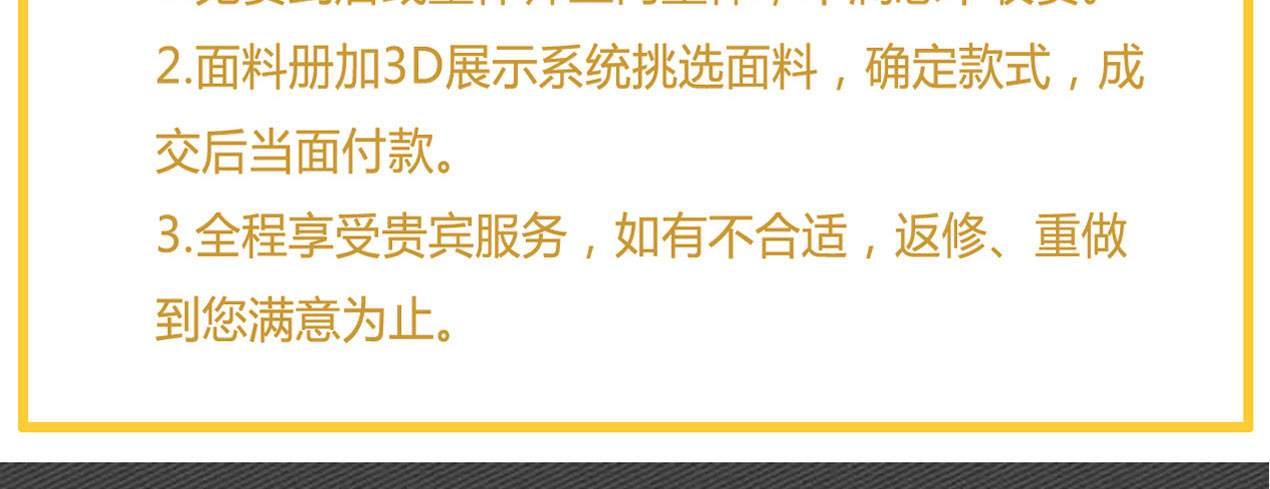 2.面料册加3D展示系统挑选面料，确定款式，成
交后当面付款。
3.全程享受贵宾服务，如有不合适，返修、重做
到您满意为止。